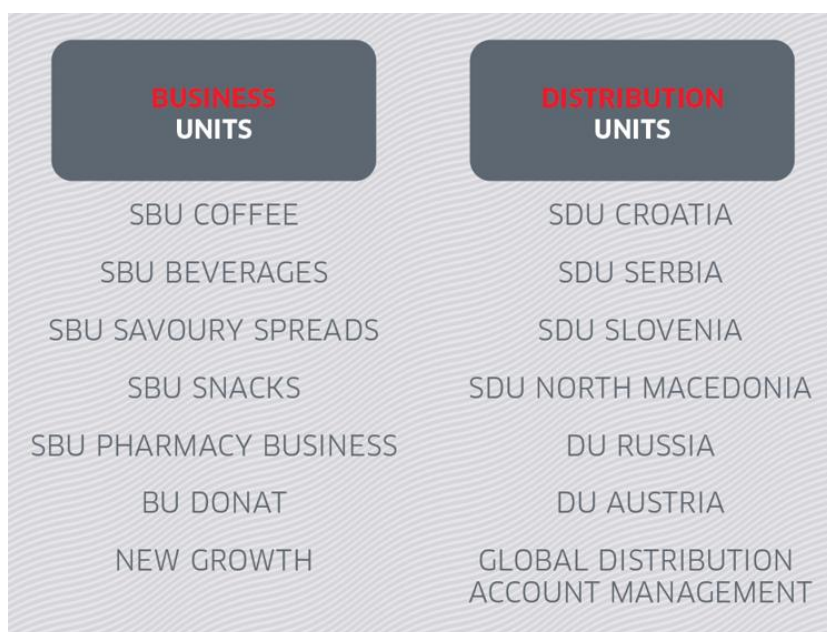 BUSINESS
UNITS
SBU COFFEE
SBU BEVERAGES
SBU SAVOURY SPREADS
SBU SNACKS
SBU PHARMACY BUSINESS
BU DONAT
NEW GROWTH
DISTRIBUTION
UNITS
SDU CROATIA
SDU SERBIA
SDU SLOVENIA
SDU NORTH MACEDONIA
DU RUSSIA
DU AUSTRIA
GLOBAL DISTRIBUTION
ACCOUNT MANAGEMENT